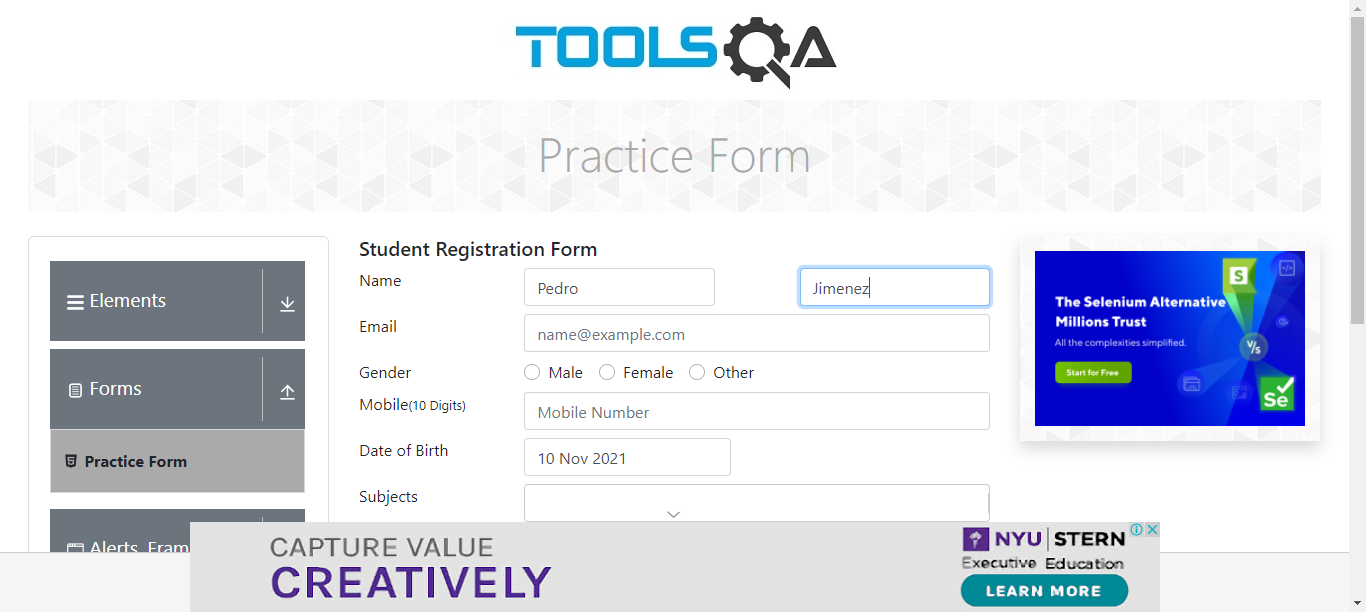 TOOLSQA
Practice Form
Elements
Forms
Practice Form
Alerts, Fram
Student Registration Form
Name
Pedro
Jimenez
Email
name@example.com
Gender
Male
Female
Other
Mobile(10 Digits)
Mobile Number
Date of Birth
10 Nov 2021
Subjects
S
The Selenium Alternative
Millions Trust
All the complexities simplified.
V/s
Start for Free
Se
CAPTURE VALUE
CREATIVELY
NYU STERN
Executive Education
LEARN MORE